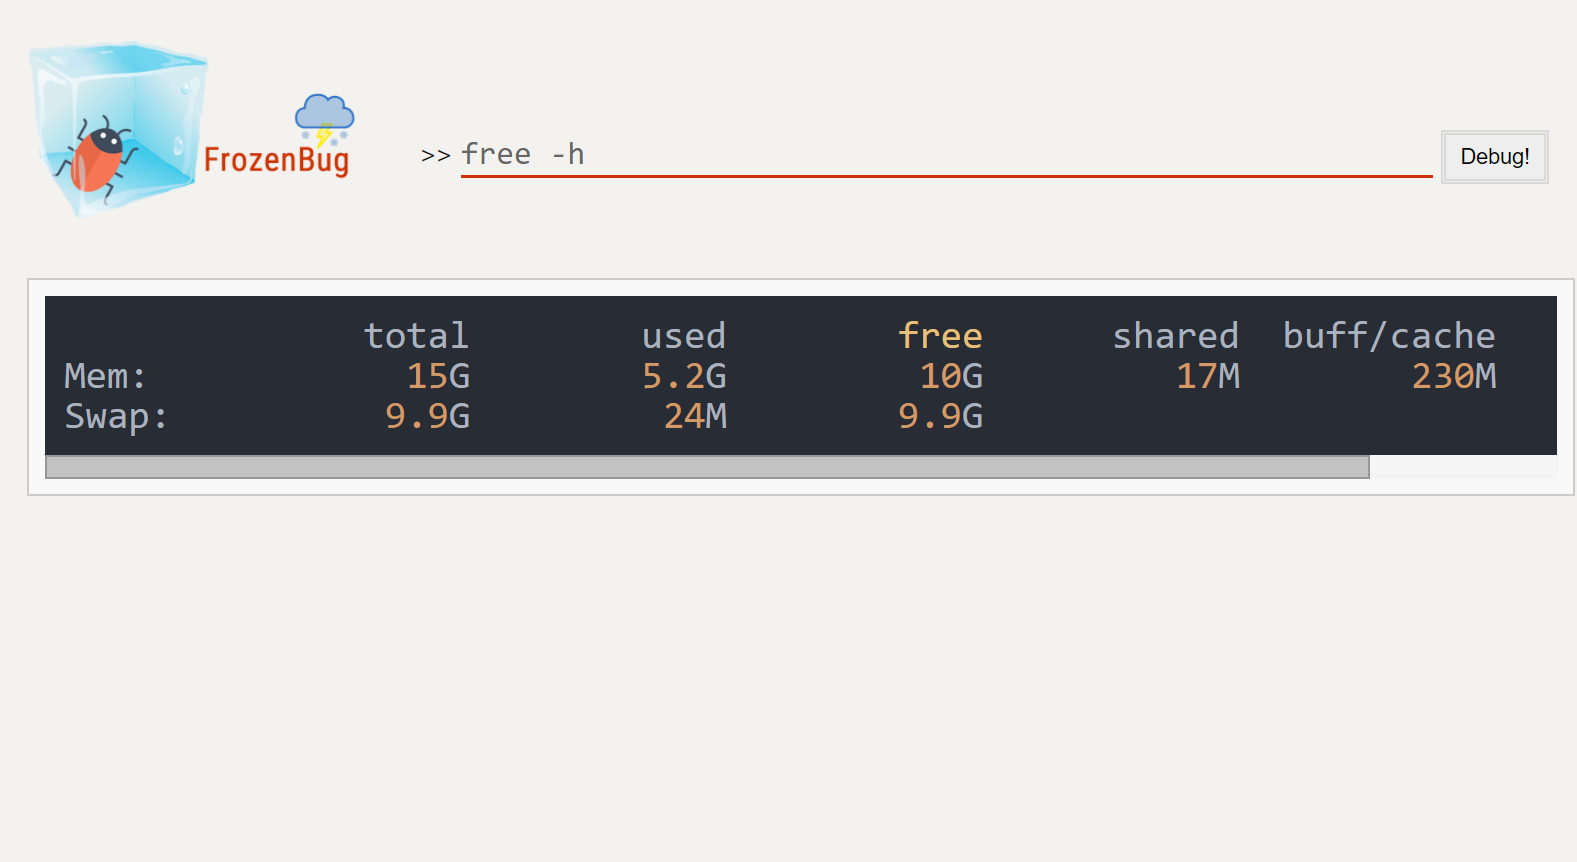 FrozenBug
>> free -h
Debug!
total used free shared buff/cache
Mem: 15G 5.2G 10G 17M 230M
Swap: 9.9G 24M 9.9G